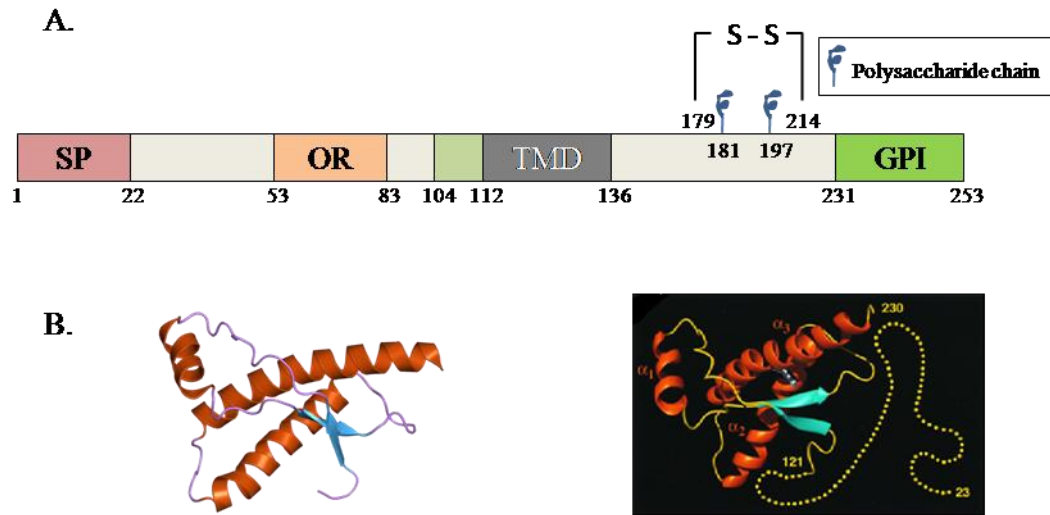 A.
S - S
Polysaccharide chain
179 214
SP OR TMD 181 197 GPI
1 22 53 83 104 112 136 231 253
B.
230
α3
α1
α2
121
23